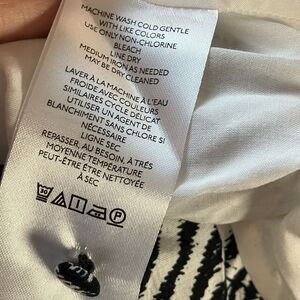 MACHINE WASH COLD GENTLE
WITH LIKE COLORS
USE ONLY NON-CHLORINE
BLEACH
LINE DRY
MEDIUM IRON AS NEEDED
MAY BE DRY CLEANED
LAVER À LA MACHINE À L'EAU
FROIDE AVEC COULEURS
SIMILAIRES CYCLE DÉLICAT
UTILISER UN AGENT DE
BLANCHIMENT SANS CHLORE SI
NÉCESSAIRE
LIGNE SEC
REPASSER, AU BESOIN, À TRÉS
MOYENNE TEMPÉRATURE
PEUT-ÊTRE ÊTRE NETTOYÉE
À SEC
30
P